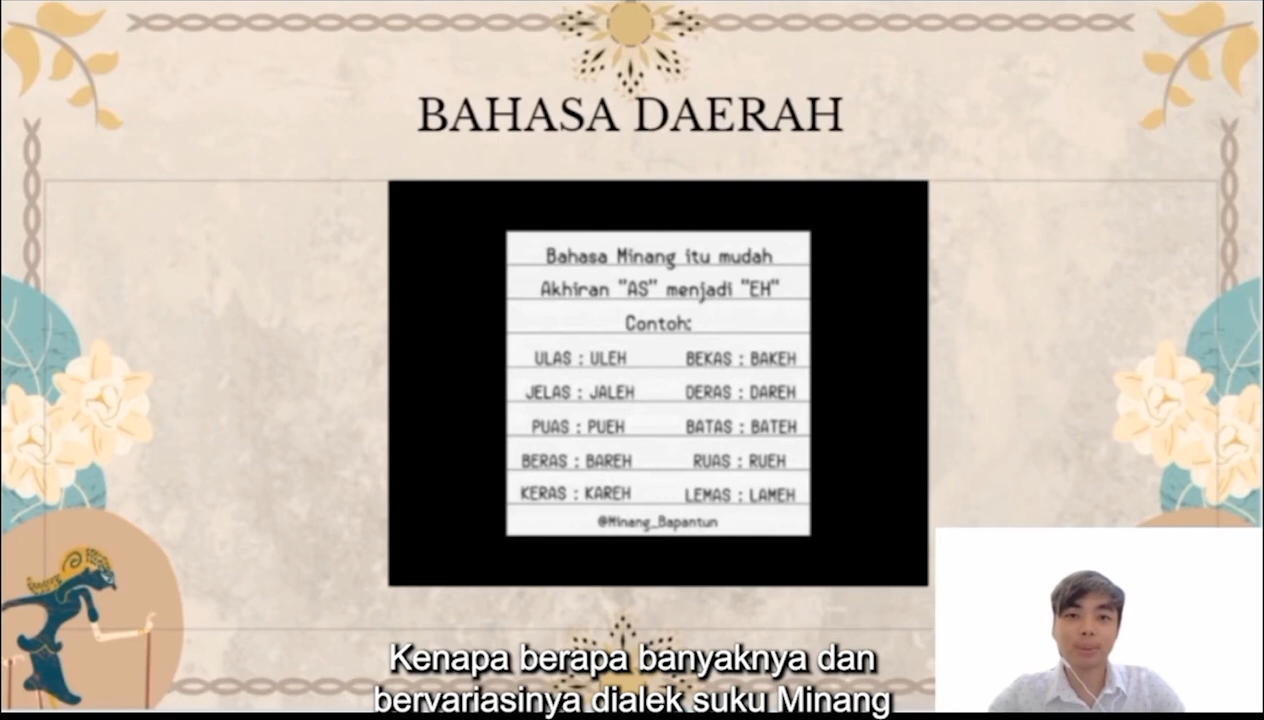 BAHASA DAERAH
Bahasa Minang itu mudah
Akhiran "AS" menjadi "EH"
Contoh:
ULAS : ULEH BEKAS : BAKEH
JELAS : JALEH DERAS : DAREH
PUAS : PUEH BATAS : BATEH
BERAS : BAREH RUAS : RUEH
KERAS : KAREH LEMAS : LAMEH
@Minang_Bapantun
Kenapa berapa banyaknya dan
bervariasinya dialek suku Minang